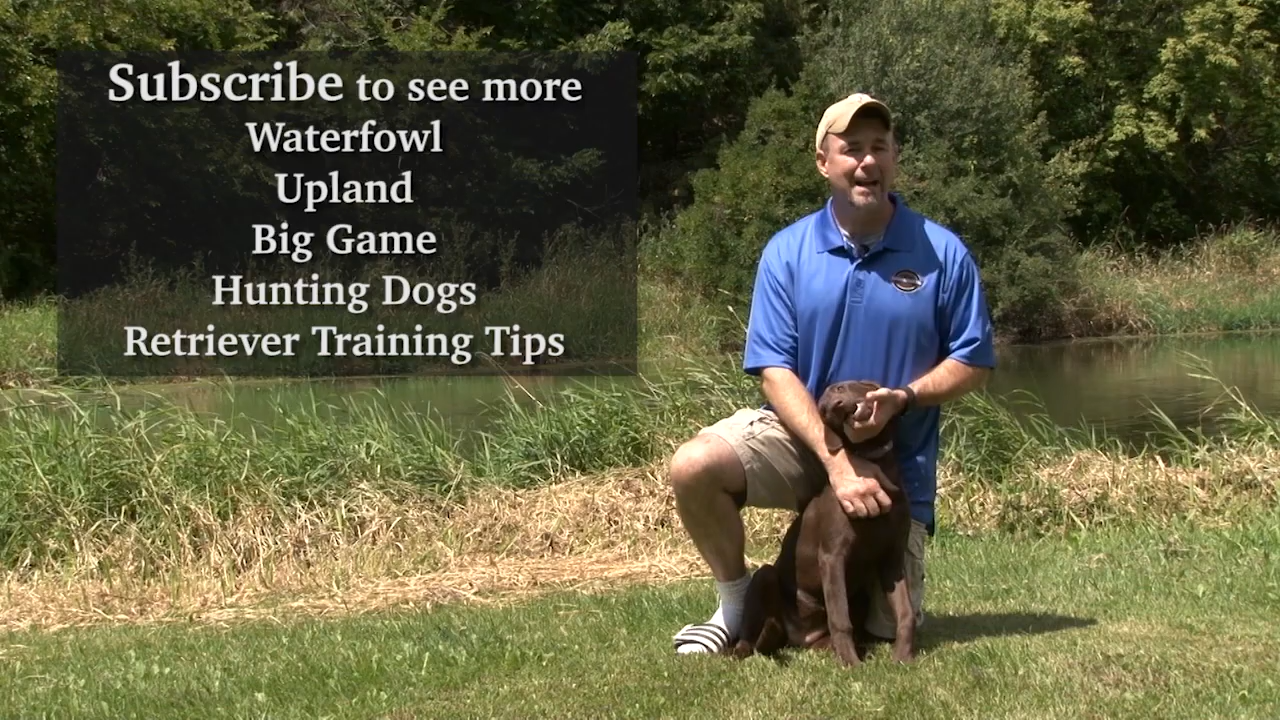 Subscribe to see more
Waterfowl
Upland
Big Game
Hunting Dogs
Retriever Training Tips